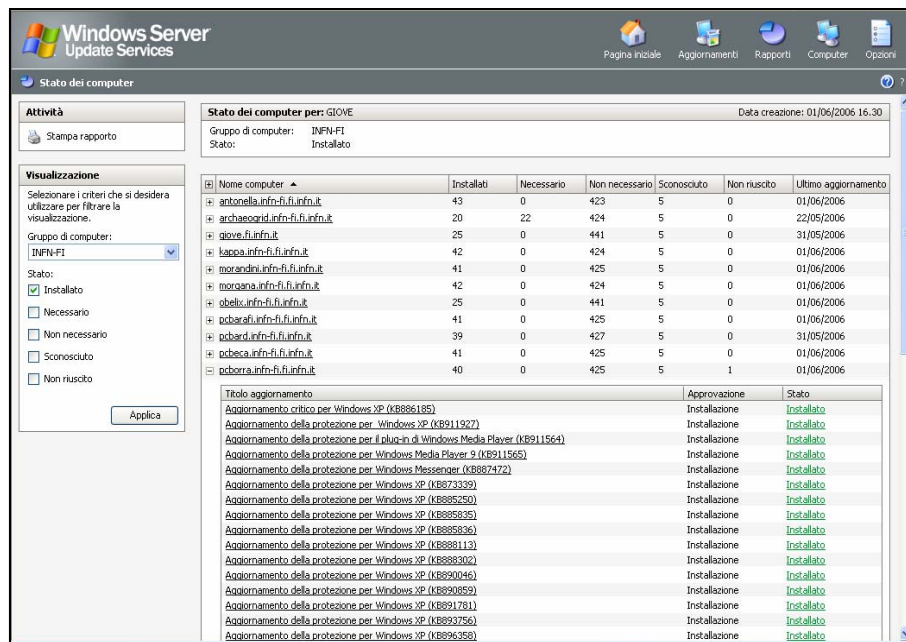 Windows Server
Update Services
Pagina iniziale Aggiornamenti Rapporti Computer Opzioni
Stato dei computer ?
Attività
Stampa rapporto
Visualizzazione
Selezionare i criteri che si desidera
utilizzare per filtrare la
visualizzazione.
Gruppo di computer:
INFN-FI
Stato:
Installato
Necessario
Non necessario
Sconosciuto
Non riuscito
Applica
Stato dei computer per: GIOVE Data creazione: 01/06/2006 16.30
Gruppo di computer: INFN-FI
Stato: Installato
Nome computer Installati Necessario Non necessario Sconosciuto Non riuscito Ultimo aggiornamento
antonella.infn-fi.fi.infn.it 43 0 423 5 0 01/06/2006
archaeogrid.infn-fi.fi.infn.it 20 22 424 5 0 22/05/2006
giove.fi.infn.it 25 0 441 5 0 31/05/2006
kappa.infn-fi.fi.infn.it 42 0 424 5 0 01/06/2006
morandini.infn-fi.fi.infn.it 41 0 425 5 0 01/06/2006
morgana.infn-fi.fi.infn.it 42 0 424 5 0 01/06/2006
obelix.infn-fi.fi.infn.it 25 0 441 5 0 01/06/2006
pcbarafi.infn-fi.fi.infn.it 41 0 425 5 0 01/06/2006
pcbard.infn-fi.fi.infn.it 39 0 427 5 0 31/05/2006
pcbeca.infn-fi.fi.infn.it 41 0 425 5 0 01/06/2006
pcborra.infn-fi.fi.infn.it 40 0 425 5 1 01/06/2006
Titolo aggiornamento Approvazione Stato
Aggiornamento critico per Windows XP (KB886185) Installazione Installato
Aggiornamento della protezione per Windows XP (KB911927) Installazione Installato
Aggiornamento della protezione per il plug-in di Windows Media Player (KB911564) Installazione Installato
Aggiornamento della protezione per Windows Media Player 9 (KB911565) Installazione Installato
Aggiornamento della protezione per Windows Messenger (KB887472) Installazione Installato
Aggiornamento della protezione per Windows XP (KB873339) Installazione Installato
Aggiornamento della protezione per Windows XP (KB885250) Installazione Installato
Aggiornamento della protezione per Windows XP (KB885835) Installazione Installato
Aggiornamento della protezione per Windows XP (KB885836) Installazione Installato
Aggiornamento della protezione per Windows XP (KB888113) Installazione Installato
Aggiornamento della protezione per Windows XP (KB888302) Installazione Installato
Aggiornamento della protezione per Windows XP (KB890046) Installazione Installato
Aggiornamento della protezione per Windows XP (KB890859) Installazione Installato
Aggiornamento della protezione per Windows XP (KB891781) Installazione Installato
Aggiornamento della protezione per Windows XP (KB893756) Installazione Installato
Aggiornamento della protezione per Windows XP (KB896358) Installazione Installato